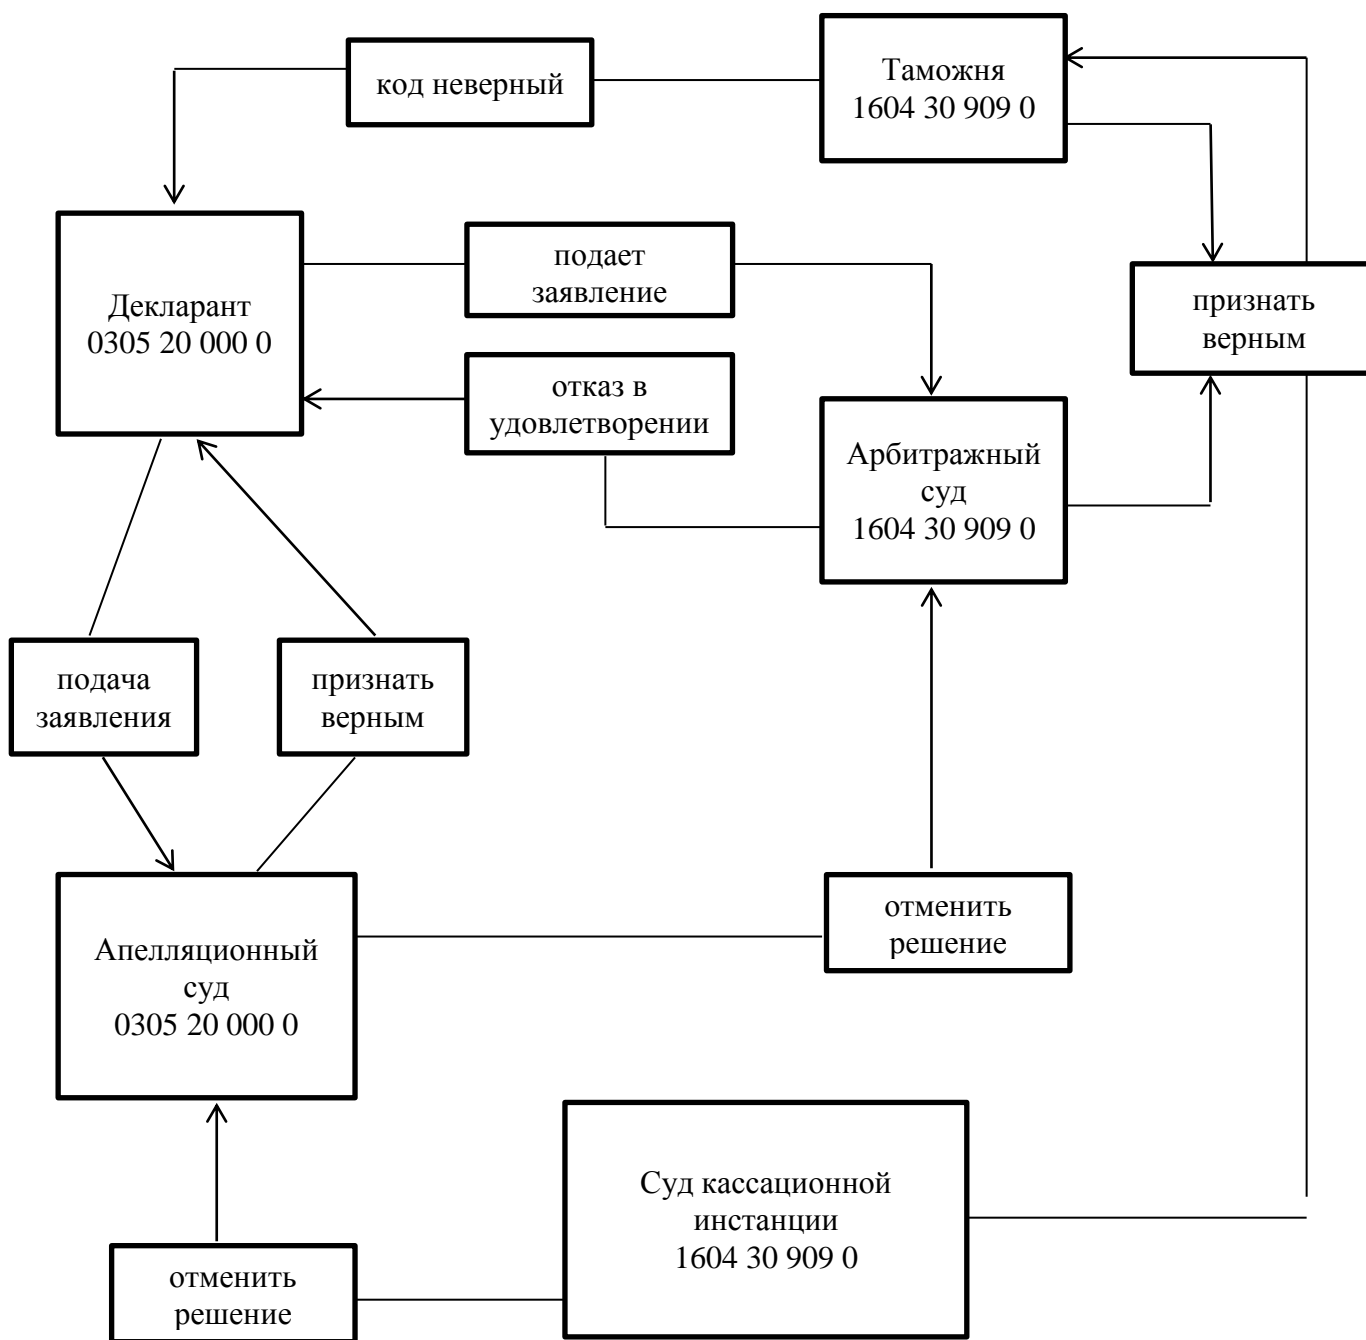 код неверный
Таможня
1604 30 909 0
Декларант
0305 20 000 0
подает
заявление
признать
верным
отказ в
удовлетворении
Арбитражный
суд
1604 30 909 0
подача
заявления
признать
верным
Апелляционный
суд
0305 20 000 0
отменить
решение
Суд кассационной
инстанции
1604 30 909 0
отменить
решение